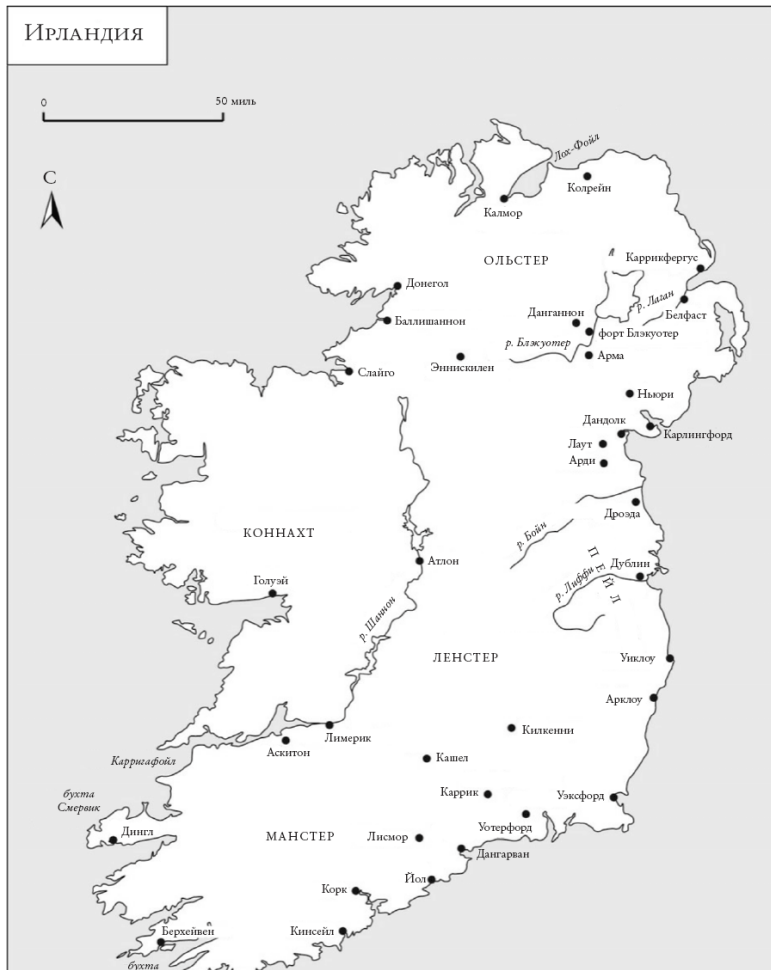 Ирландия
0
50 миль
С
Лох-Фойл
Колрейн
Калмор
ОЛЬСТЕР
Каррикфергус
Донегол
р. Лаган
Белфаст
Баллишаннон
Данганнон
форт Блэкуотер
р. Блэкуотер
Арма
Эннискилен
Слайго
Ньюри
Дандолк
Карлингфорд
Лаут
Арди
Дроэда
р. Бойн
КОННАХТ
Атлон
ПЕЙЛ
Дублин
р. Лиффи
Голуэй
р. Шаннон
ЛЕНСТЕР
Уиклоу
Арклоу
Лимерик
Килкенни
Аскитон
Карригафойл
Кашел
бухта
Смервик
Каррик
Уэксфорд
Дингл
МАНСТЕР
Лисмор
Уотерфорд
Дангарван
Йол
Корк
Кинсейл
Берхейвен
бухта